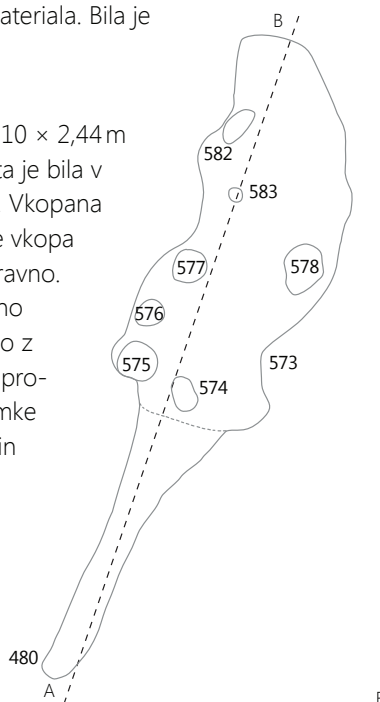 ateriala. Bila je
10 × 2,44 m
ta je bila v
Vkopana
e vkopa
ravno.
no
o z
pro-
mke
in
B
582
583
577
578
576
575
574
573
480
A